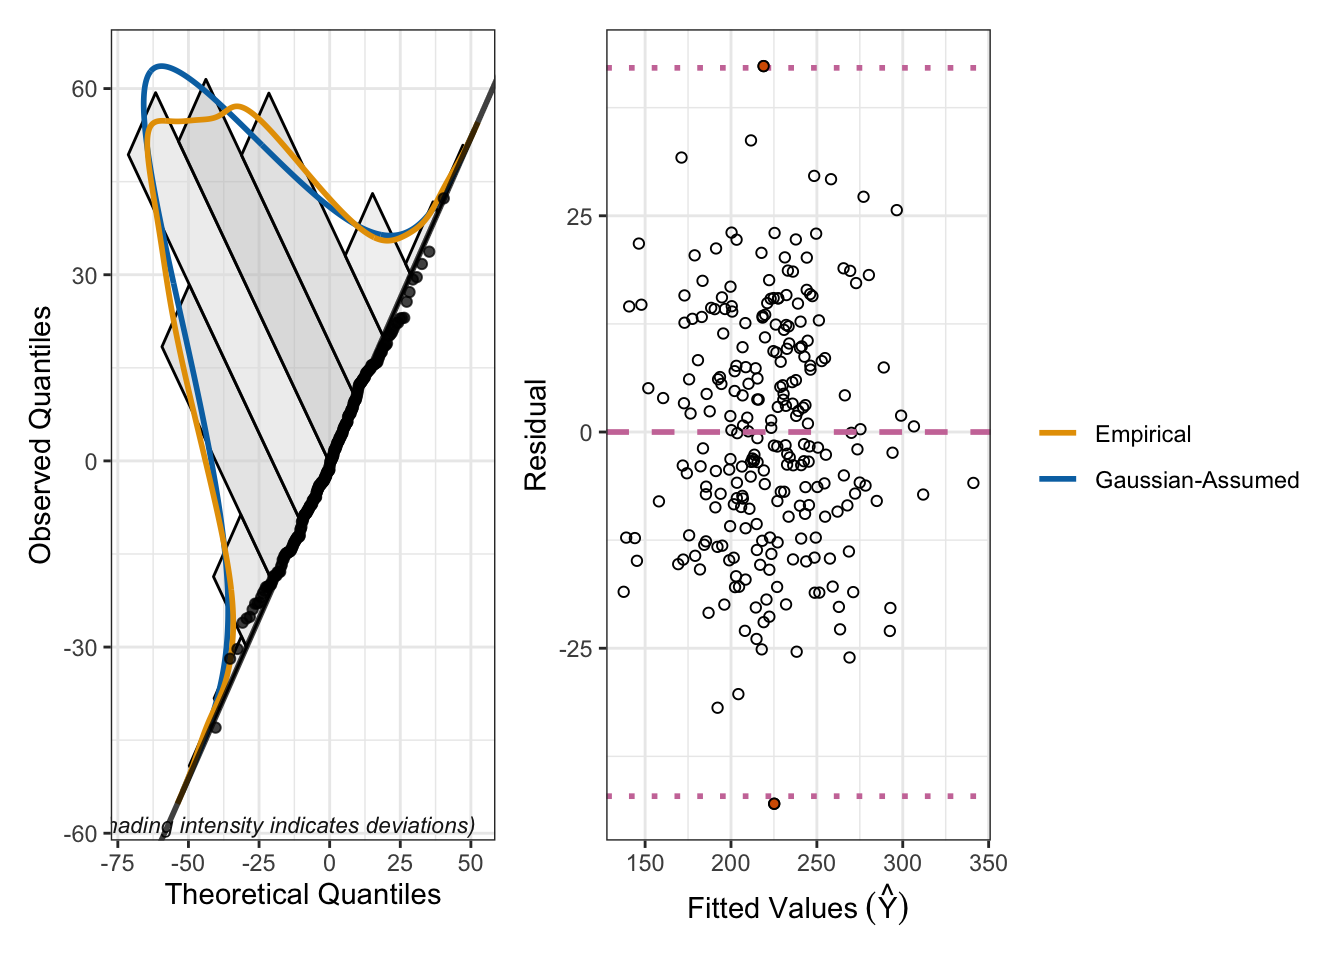 Observed Quantiles
60
30
0
-30
-60
intensity indicates deviations)
-75
-50
-25
0
25
50
Theoretical Quantiles
Residual
25
0
-25
150
200
250
300
350
Fitted Values (Ŷ)
Empirical
Gaussian-Assumed